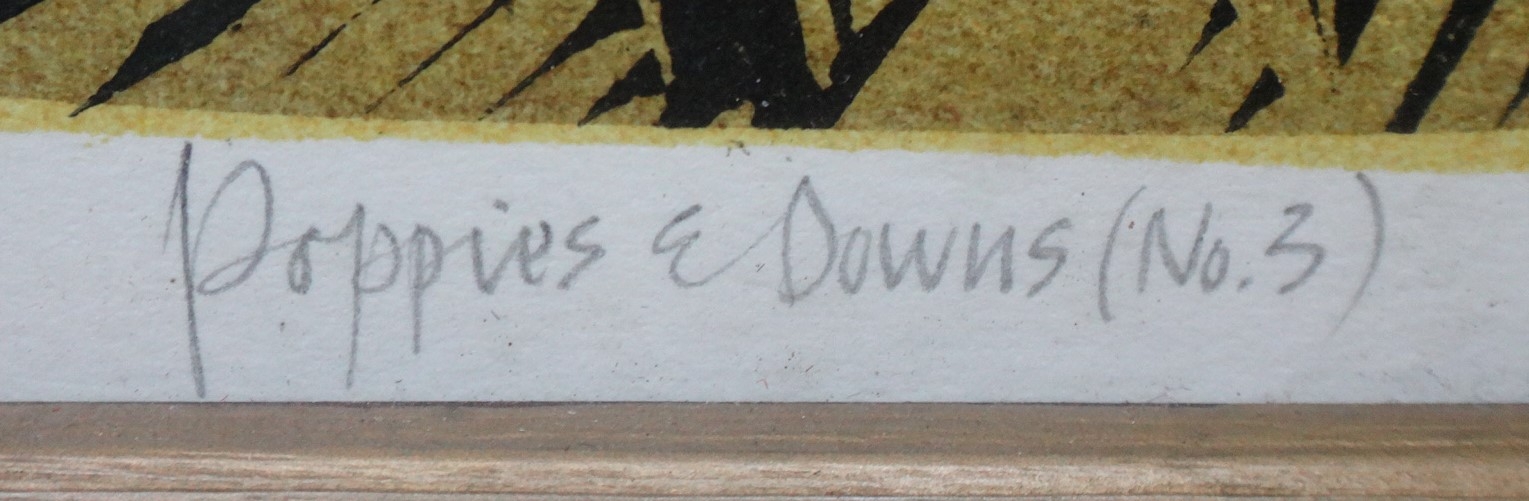 Poppies & Downs (No. 3)